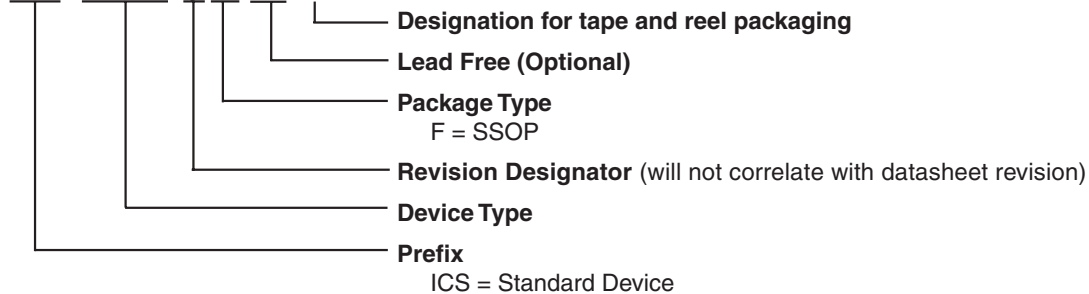 Designation for tape and reel packaging
Lead Free (Optional)
Package Type
F = SSOP
Revision Designator (will not correlate with datasheet revision)
Device Type
Prefix
ICS = Standard Device